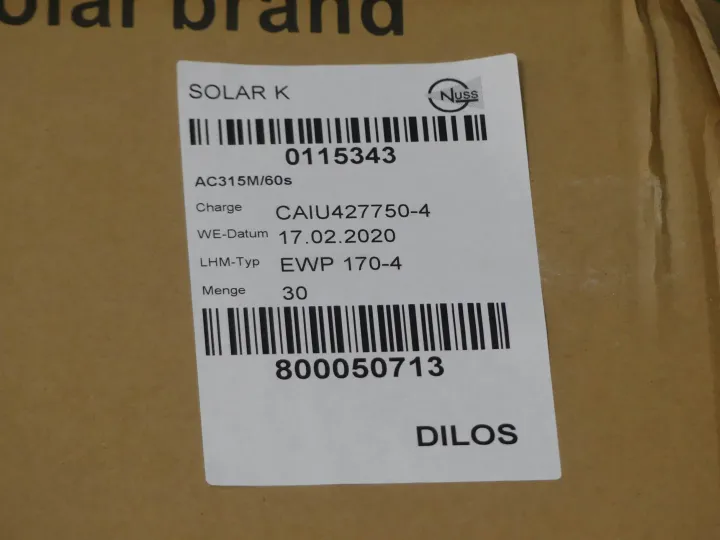 olar brand
SOLAR K
Nuss
0115343
AC315M/60s
Charge CAIU427750-4
WE-Datum 17.02.2020
LHM-Typ EWP 170-4
Menge 30
800050713
DILOS